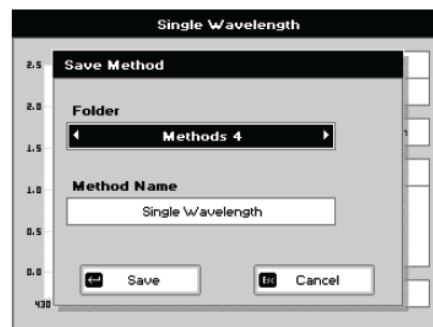 Single Wavelength
2.5
Save Method
2.0
Folder
Methods 4
1.5
1.0
Method Name
Single Wavelength
0.5
0.0
Save
Esc
Cancel
430